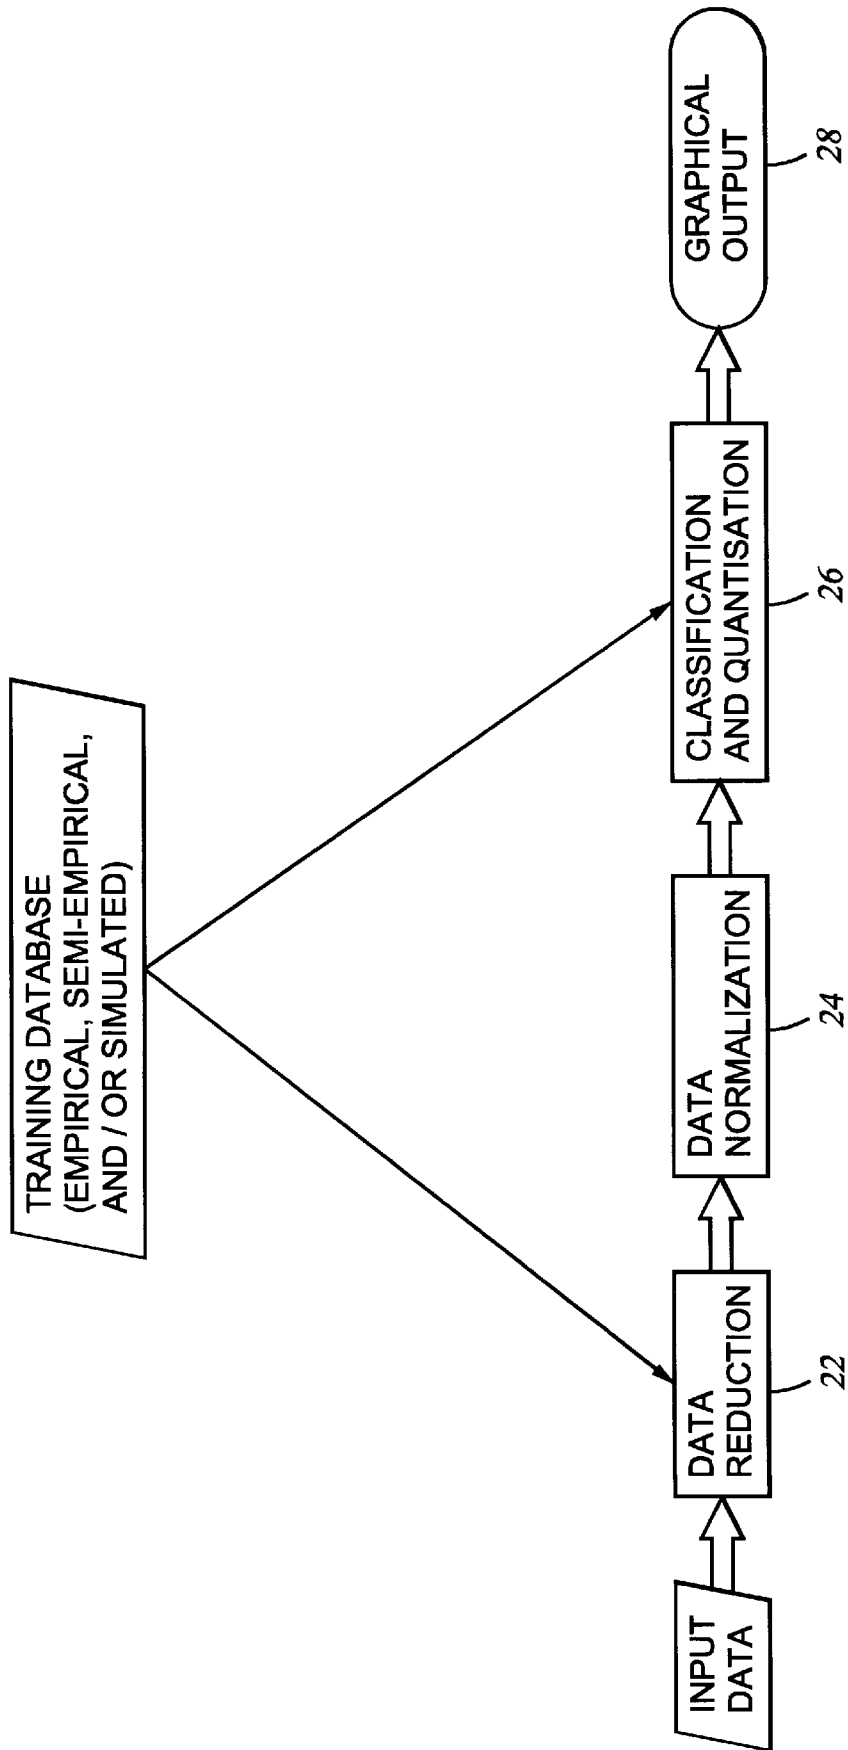 TRAINING DATABASE
(EMPIRICAL, SEMI-EMPIRICAL,
AND / OR SIMULATED)
INPUT
DATA
DATA
REDUCTION
22
DATA
NORMALIZATION
24
CLASSIFICATION
AND QUANTISATION
26
GRAPHICAL
OUTPUT
28